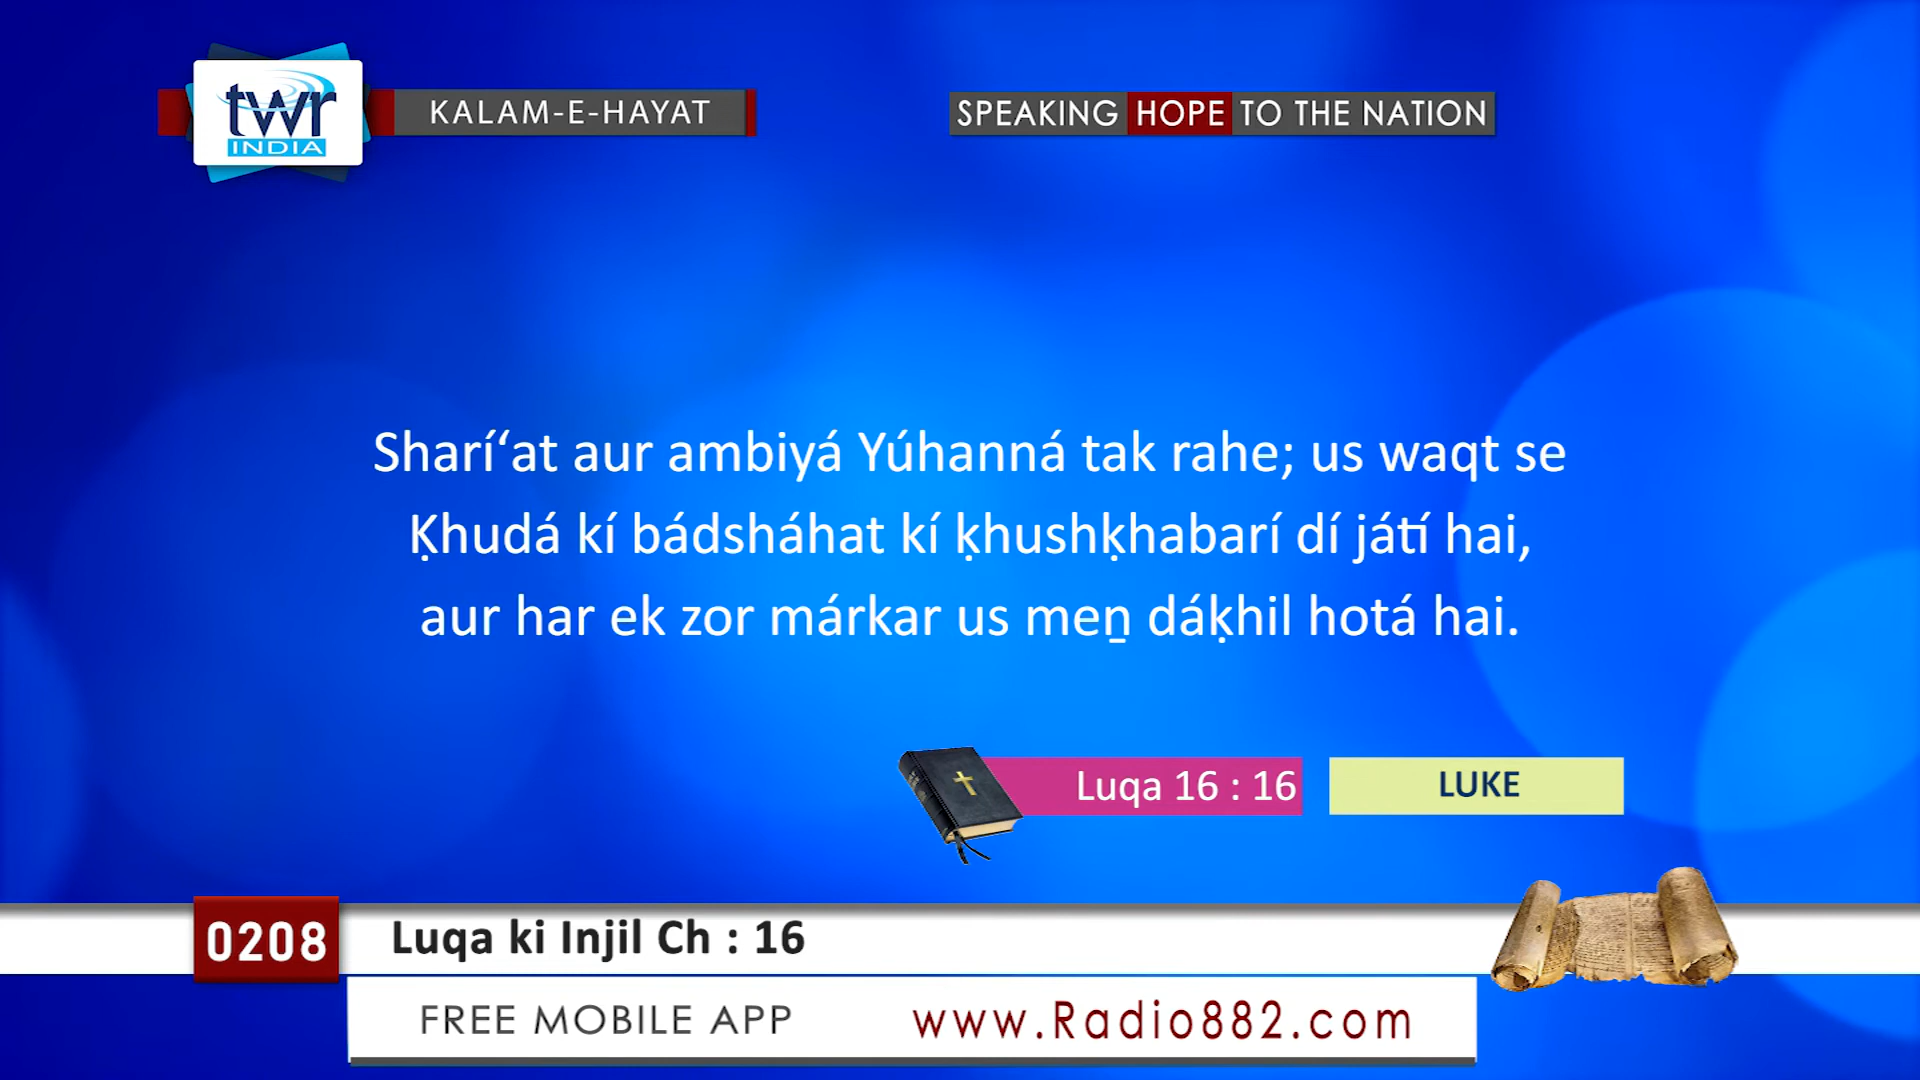 twr
INDIA
KALAM-E-HAYAT
SPEAKING HOPE TO THE NATION
Sharí‘at aur ambiyá Yúhanná tak rahe; us waqt se
Ḳhudá kí bádsháhat kí ḳhushḳhabarí dí játí hai,
aur har ek zor márkar us meṉ dáḳhil hotá hai.
Luqa 16 : 16
LUKE
0208
Luqa ki Injil Ch : 16
FREE MOBILE APP
www.Radio882.com